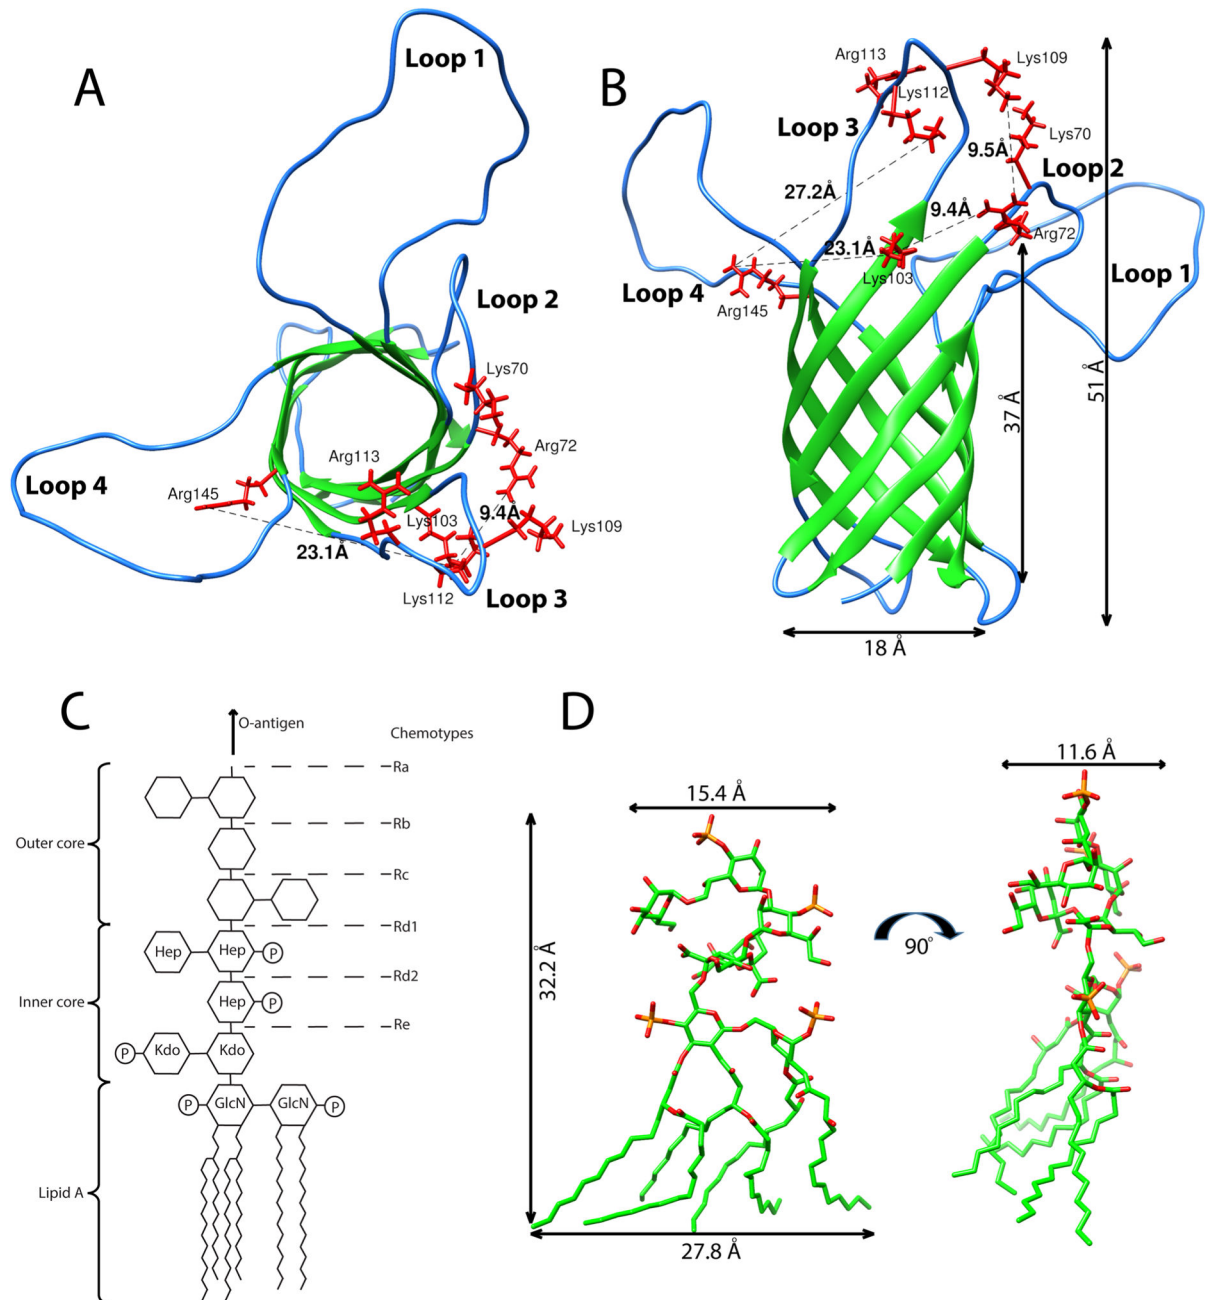 A
Loop 1
Loop 2
Lys70
Arg72
Arg113
Loop 4
Arg145
Lys103
9.4Å
Lys109
23.1Å
Lys112
Loop 3
B
Arg113
Lys109
Lys112
Loop 3
Lys70
9.5Å
Loop 2
27.2Å
9.4Å
Arg72
23.1Å
Lys103
Loop 1
Loop 4
Arg145
37 Å
51 Å
18 Å
C
O-antigen
Chemotypes
Ra
Rb
Outer core
Rc
Rd1
Hep
Hep
P
Rd2
Inner core
Hep
P
Re
P
Kdo
Kdo
P
GlcN
GlcN
P
Lipid A
D
15.4 Å
11.6 Å
32.2 Å
90°
27.8 Å